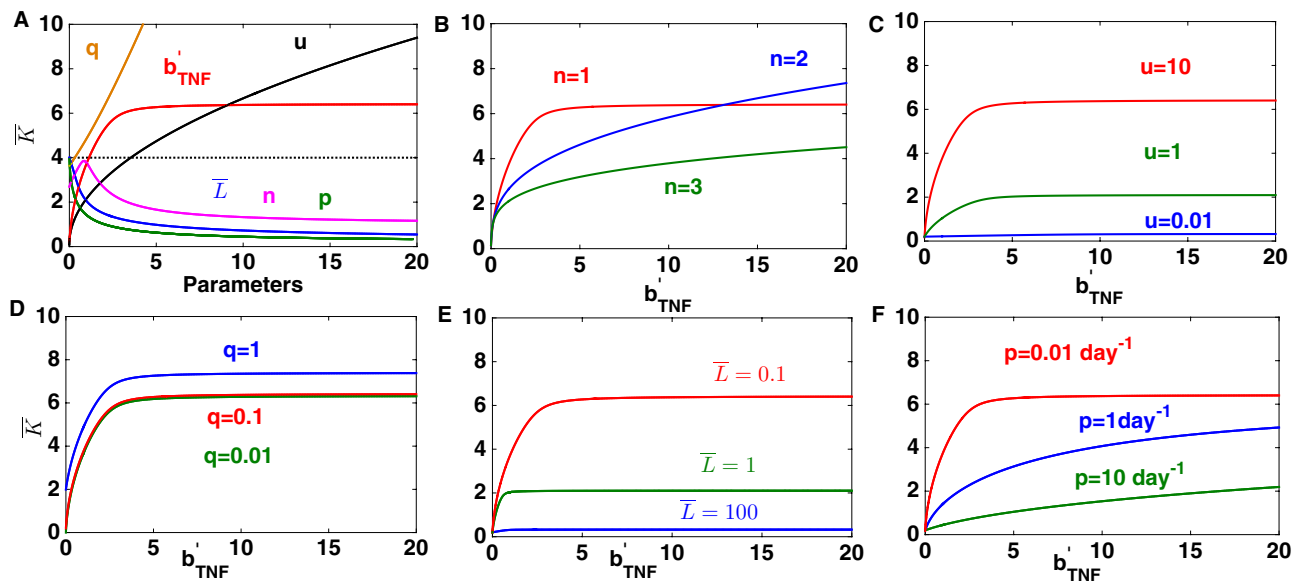 A
10
8
6
4
2
0
K̅
q
b'TNF
u
L̅
n
p
0 5 10 15 20
Parameters
B
10
8
6
4
2
0
n=1
n=2
n=3
0 5 10 15 20
b'TNF
C
10
8
6
4
2
0
u=10
u=1
u=0.01
0 5 10 15 20
b'TNF
D
10
8
6
4
2
0
K̅
q=1
q=0.1
q=0.01
0 5 10 15 20
b'TNF
E
10
8
6
4
2
0
L̅ = 0.1
L̅ = 1
L̅ = 100
0 5 10 15 20
b'TNF
F
10
8
6
4
2
0
p=0.01 day⁻¹
p=1day⁻¹
p=10 day⁻¹
0 5 10 15 20
b'TNF